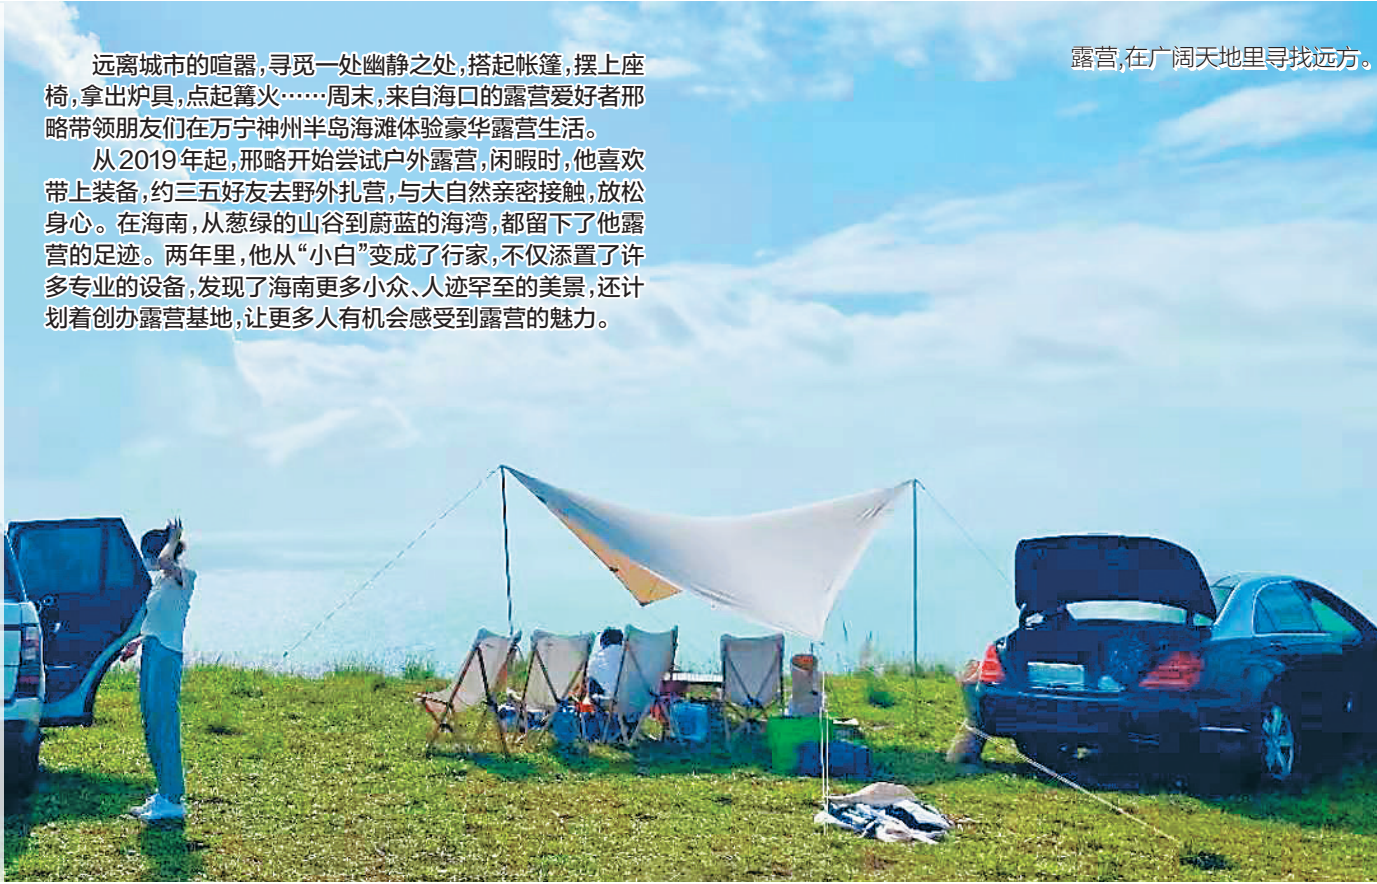 远离城市的喧嚣,寻觅一处幽静之处,搭起帐篷,摆上座
椅,拿出炉具,点起篝火……周末,来自海口的露营爱好者邢
略带领朋友们在万宁神州半岛海滩体验豪华露营生活。
从2019年起,邢略开始尝试户外露营,闲暇时,他喜欢
带上装备,约三五好友去野外扎营,与大自然亲密接触,放松
身心。在海南,从葱绿的山谷到蔚蓝的海湾,都留下了他露
营的足迹。两年里,他从“小白”变成了行家,不仅添置了许
多专业的设备,发现了海南更多小众、人迹罕至的美景,还计
划着创办露营基地,让更多人有机会感受到露营的魅力。
露营,在广阔天地里寻找远方。